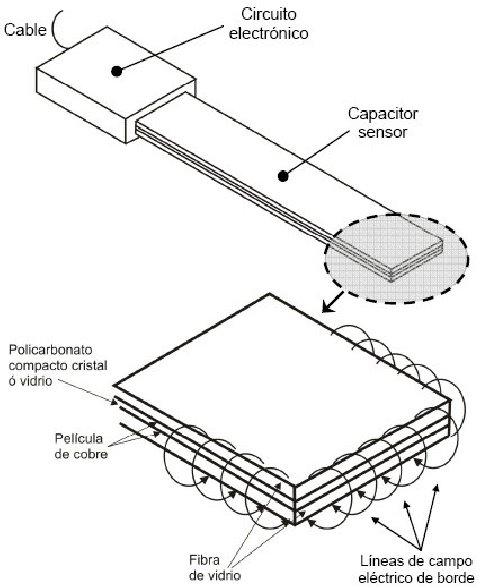 Cable
Circuito
electrónico
Capacitor
sensor
Policarbonato
compacto cristal
ó vidrio
Película
de cobre
Fibra
de vidrio
Líneas de campo
eléctrico de borde